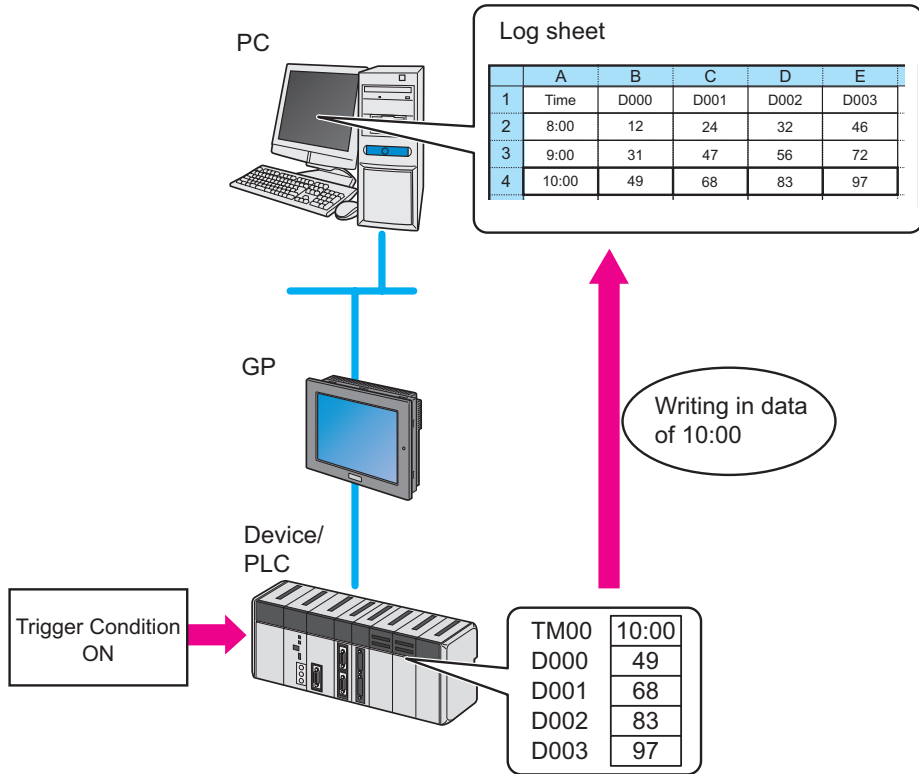 PC
Log sheet
A B C D E
1 Time D000 D001 D002 D003
2 8:00 12 24 32 46
3 9:00 31 47 56 72
4 10:00 49 68 83 97
GP
Writing in data
of 10:00
Device/
PLC
Trigger Condition
ON
TM00 10:00
D000 49
D001 68
D002 83
D003 97